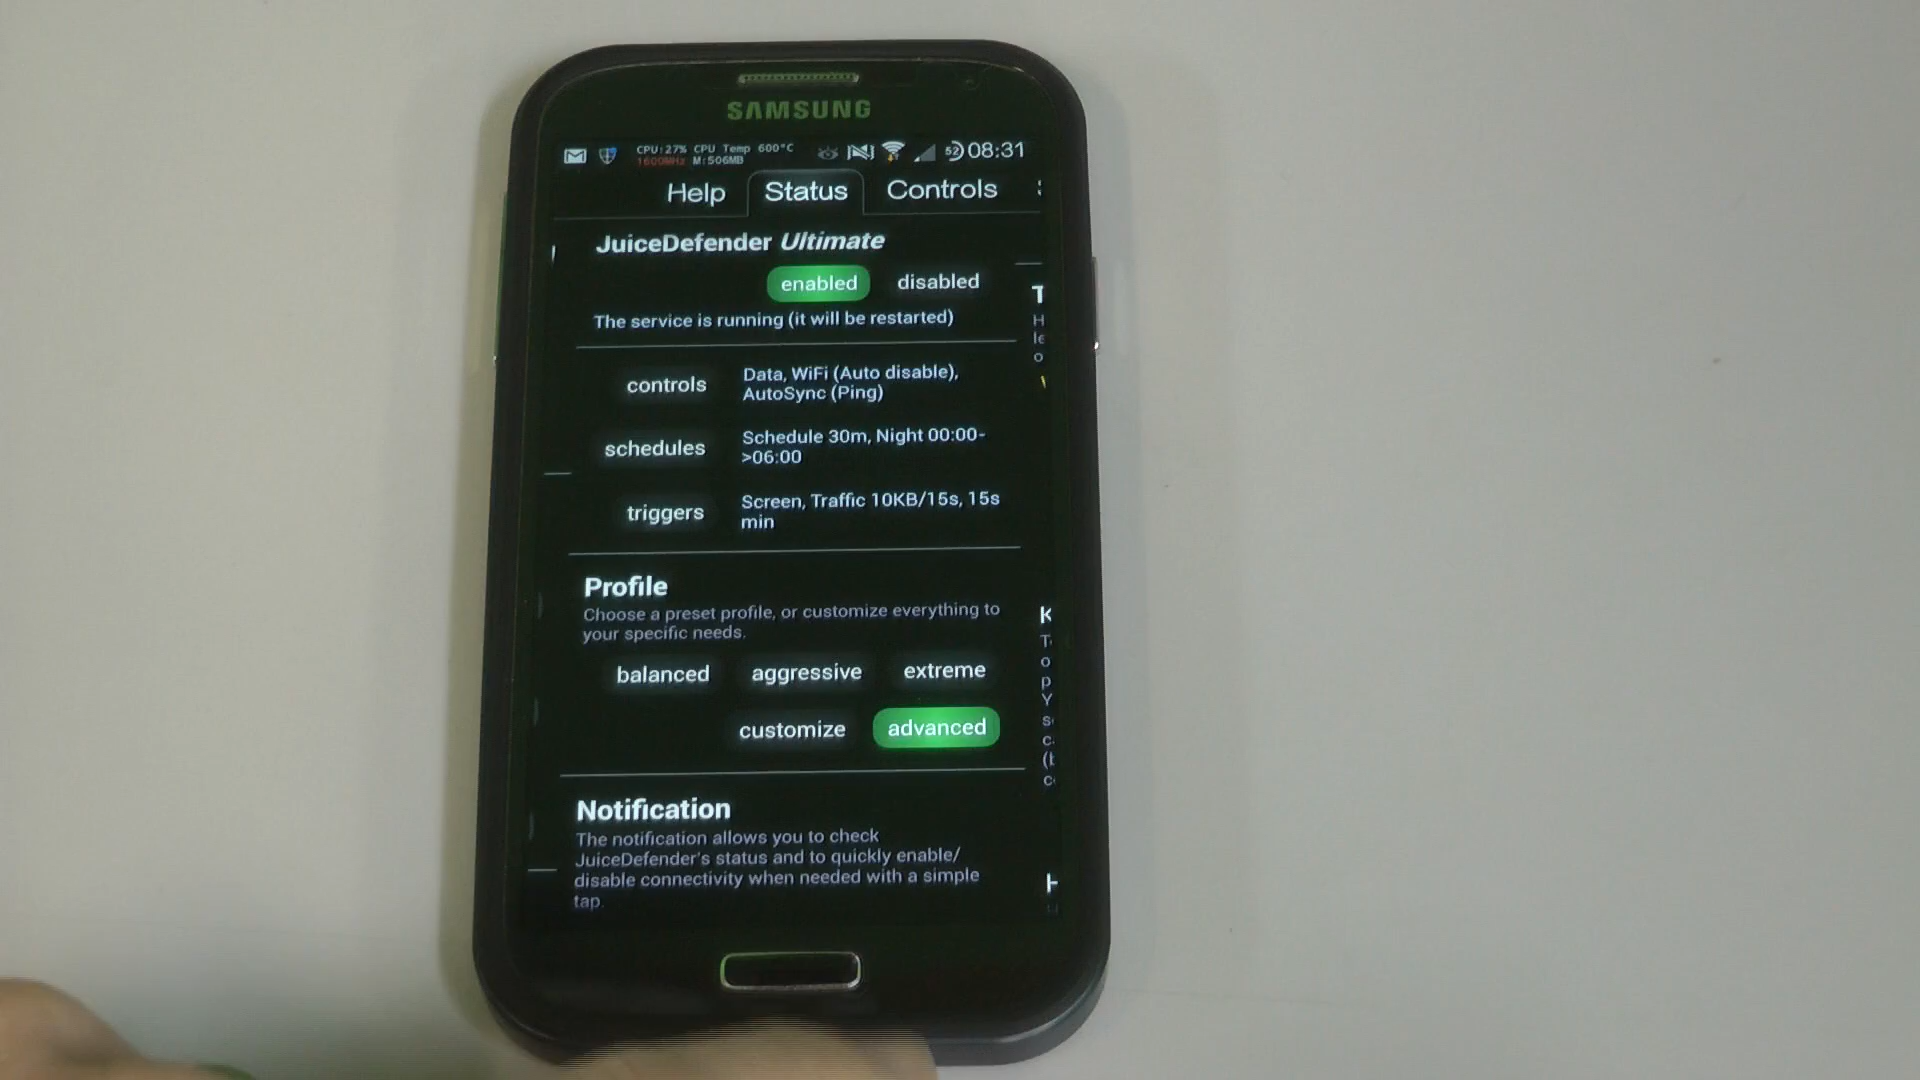 SAMSUNG
CPU:27% CPU Temp 600°C
1600MHz M:506MB
52
08:31
Help
Status
Controls
JuiceDefender Ultimate
enabled
disabled
The service is running (it will be restarted)
controls
Data, WiFi (Auto disable),
AutoSync (Ping)
schedules
Schedule 30m, Night 00:00-
>06:00
triggers
Screen, Traffic 10KB/15s, 15s
min
Profile
Choose a preset profile, or customize everything to
your specific needs.
balanced
aggressive
extreme
customize
advanced
Notification
The notification allows you to check
JuiceDefender's status and to quickly enable/
disable connectivity when needed with a simple
tap.